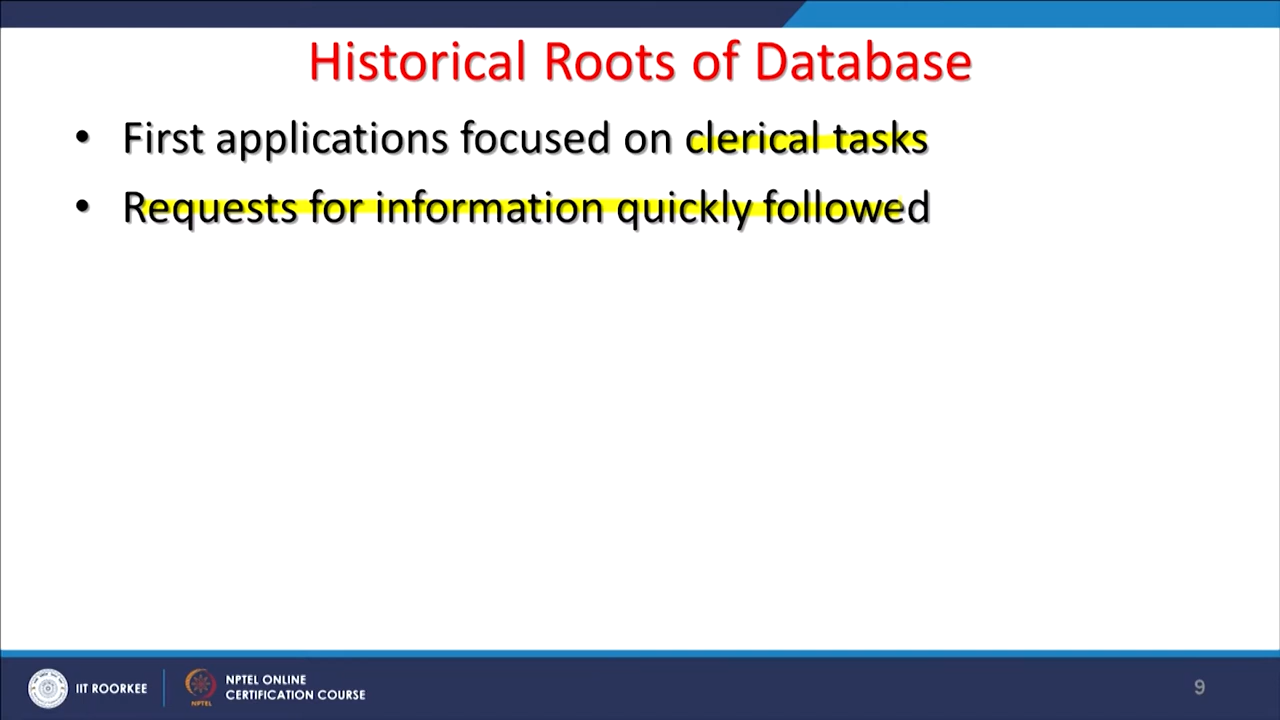 Historical Roots of Database
• First applications focused on clerical tasks
• Requests for information quickly followed
IIT ROORKEE
NPTEL
NPTEL ONLINE
CERTIFICATION COURSE
9